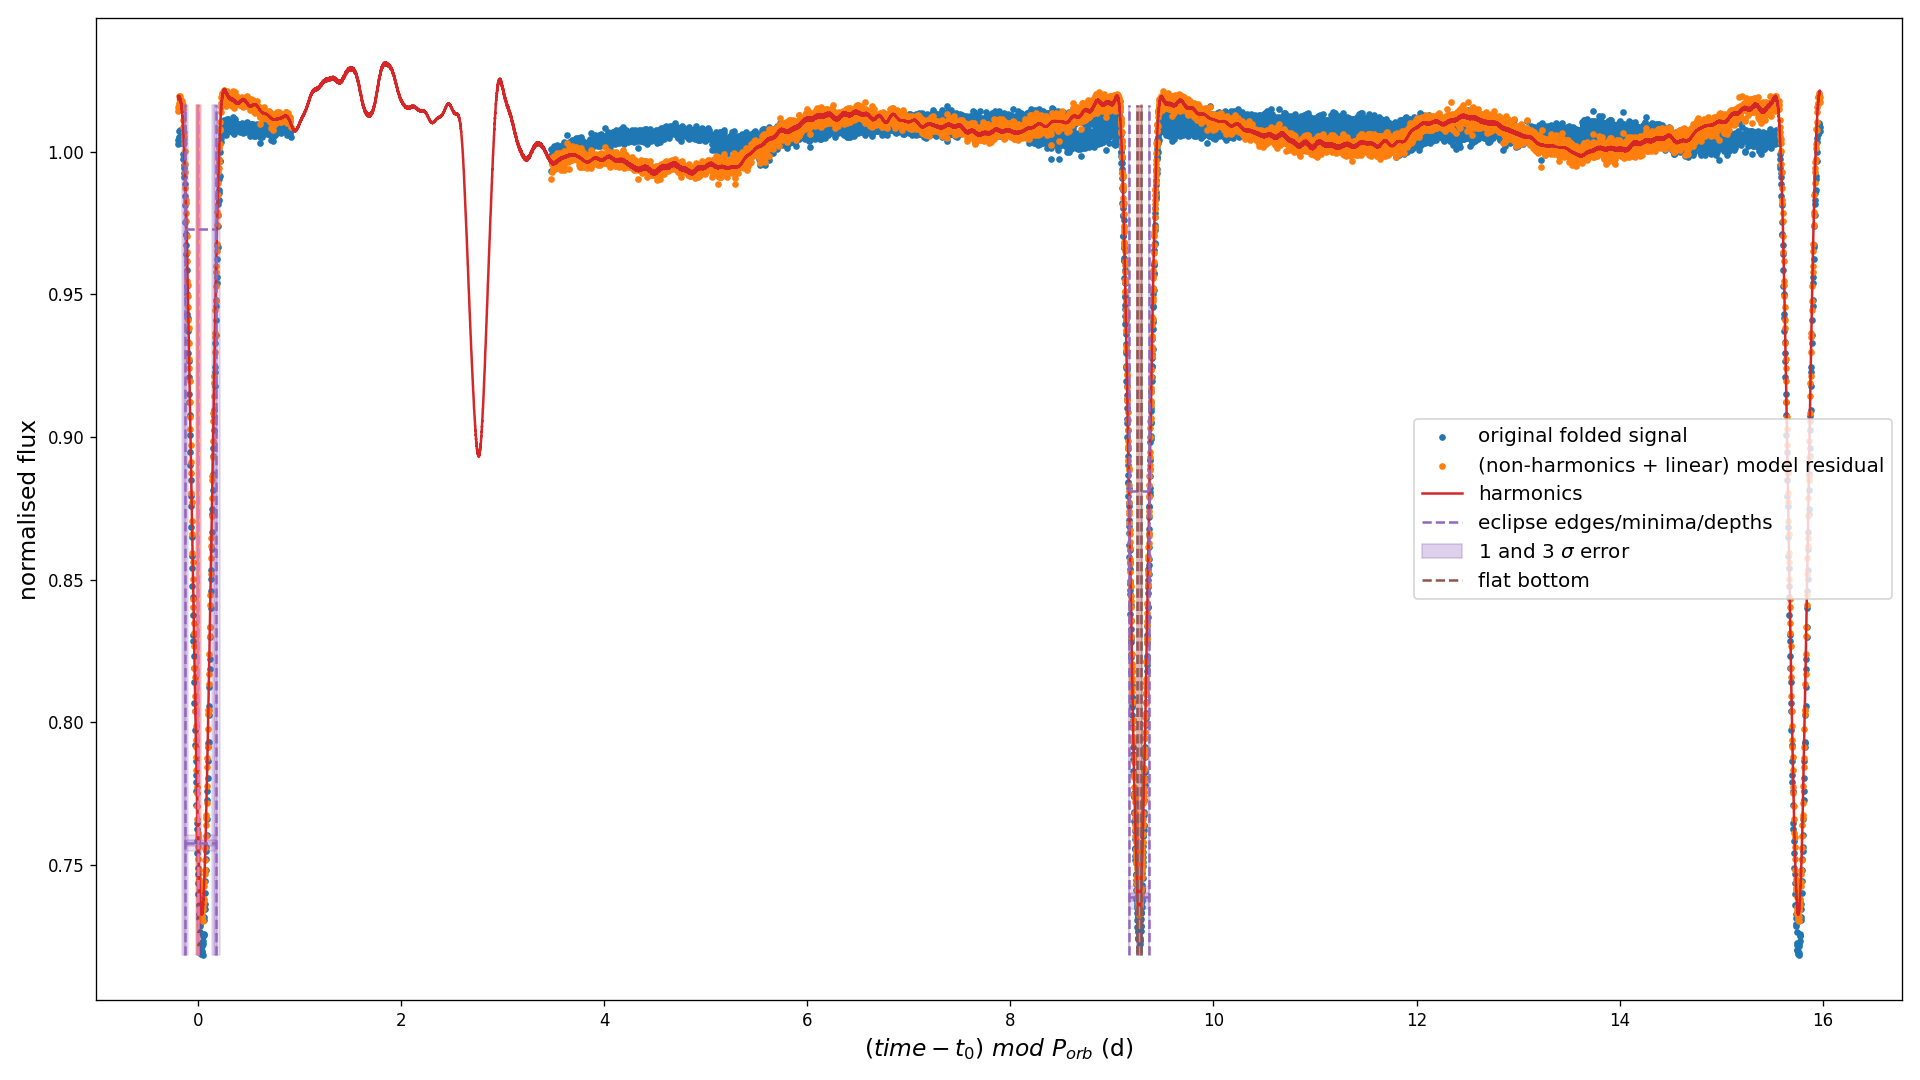 normalised flux
1.00
0.95
0.90
0.85
0.80
0.75
original folded signal
(non-harmonics + linear) model residual
harmonics
eclipse edges/minima/depths
1 and 3 σ error
flat bottom
0 2 4 6 8 10 12 14 16
(time − t₀) mod Pₒᵣb (d)